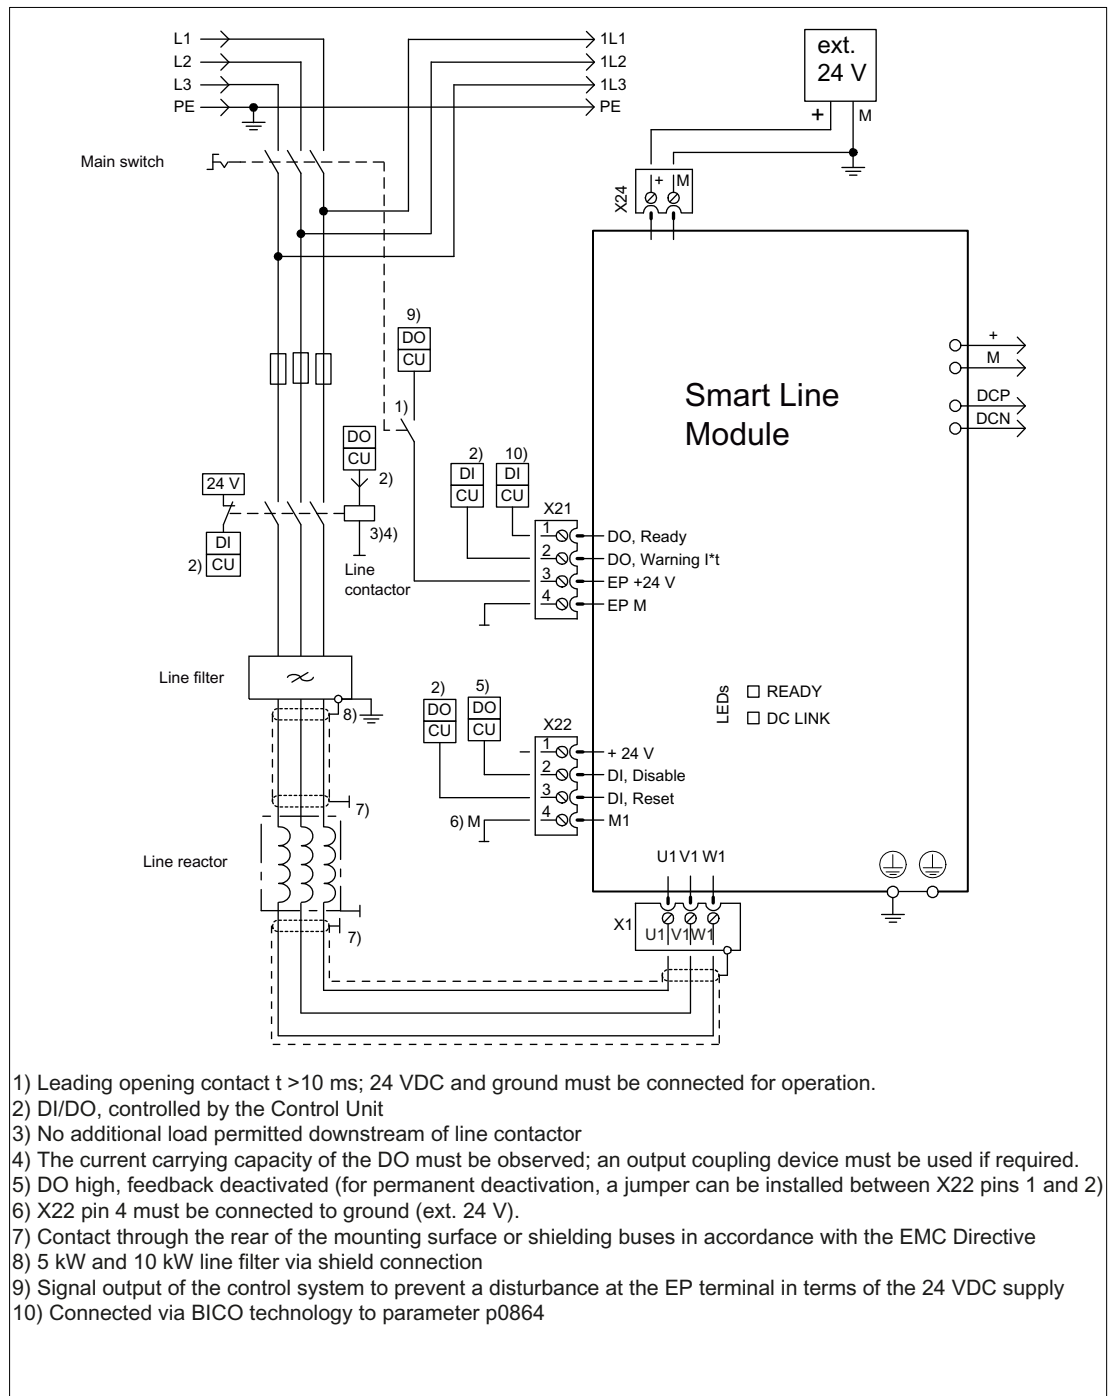 L1
1L1
L2
1L2
L3
1L3
PE
PE
ext.
24 V
+
M
Main switch
X24
+
M
9)
DO
CU
1)
+
M
DCP
DCN
Smart Line
Module
DO
CU
2)
24 V
3)4)
DI
2) CU
Line
contactor
2)
DI
CU
10)
DI
CU
X21
1
DO, Ready
2
DO, Warning I*t
3
EP +24 V
4
EP M
Line filter
8)
2)
DO
CU
5)
DO
CU
LEDs
READY
DC LINK
X22
1
+ 24 V
2
DI, Disable
3
DI, Reset
6) M
4
M1
7)
Line reactor
7)
U1 V1 W1
X1
U1 V1 W1
1) Leading opening contact t >10 ms; 24 VDC and ground must be connected for operation.
2) DI/DO, controlled by the Control Unit
3) No additional load permitted downstream of line contactor
4) The current carrying capacity of the DO must be observed; an output coupling device must be used if required.
5) DO high, feedback deactivated (for permanent deactivation, a jumper can be installed between X22 pins 1 and 2)
6) X22 pin 4 must be connected to ground (ext. 24 V).
7) Contact through the rear of the mounting surface or shielding buses in accordance with the EMC Directive
8) 5 kW and 10 kW line filter via shield connection
9) Signal output of the control system to prevent a disturbance at the EP terminal in terms of the 24 VDC supply
10) Connected via BICO technology to parameter p0864